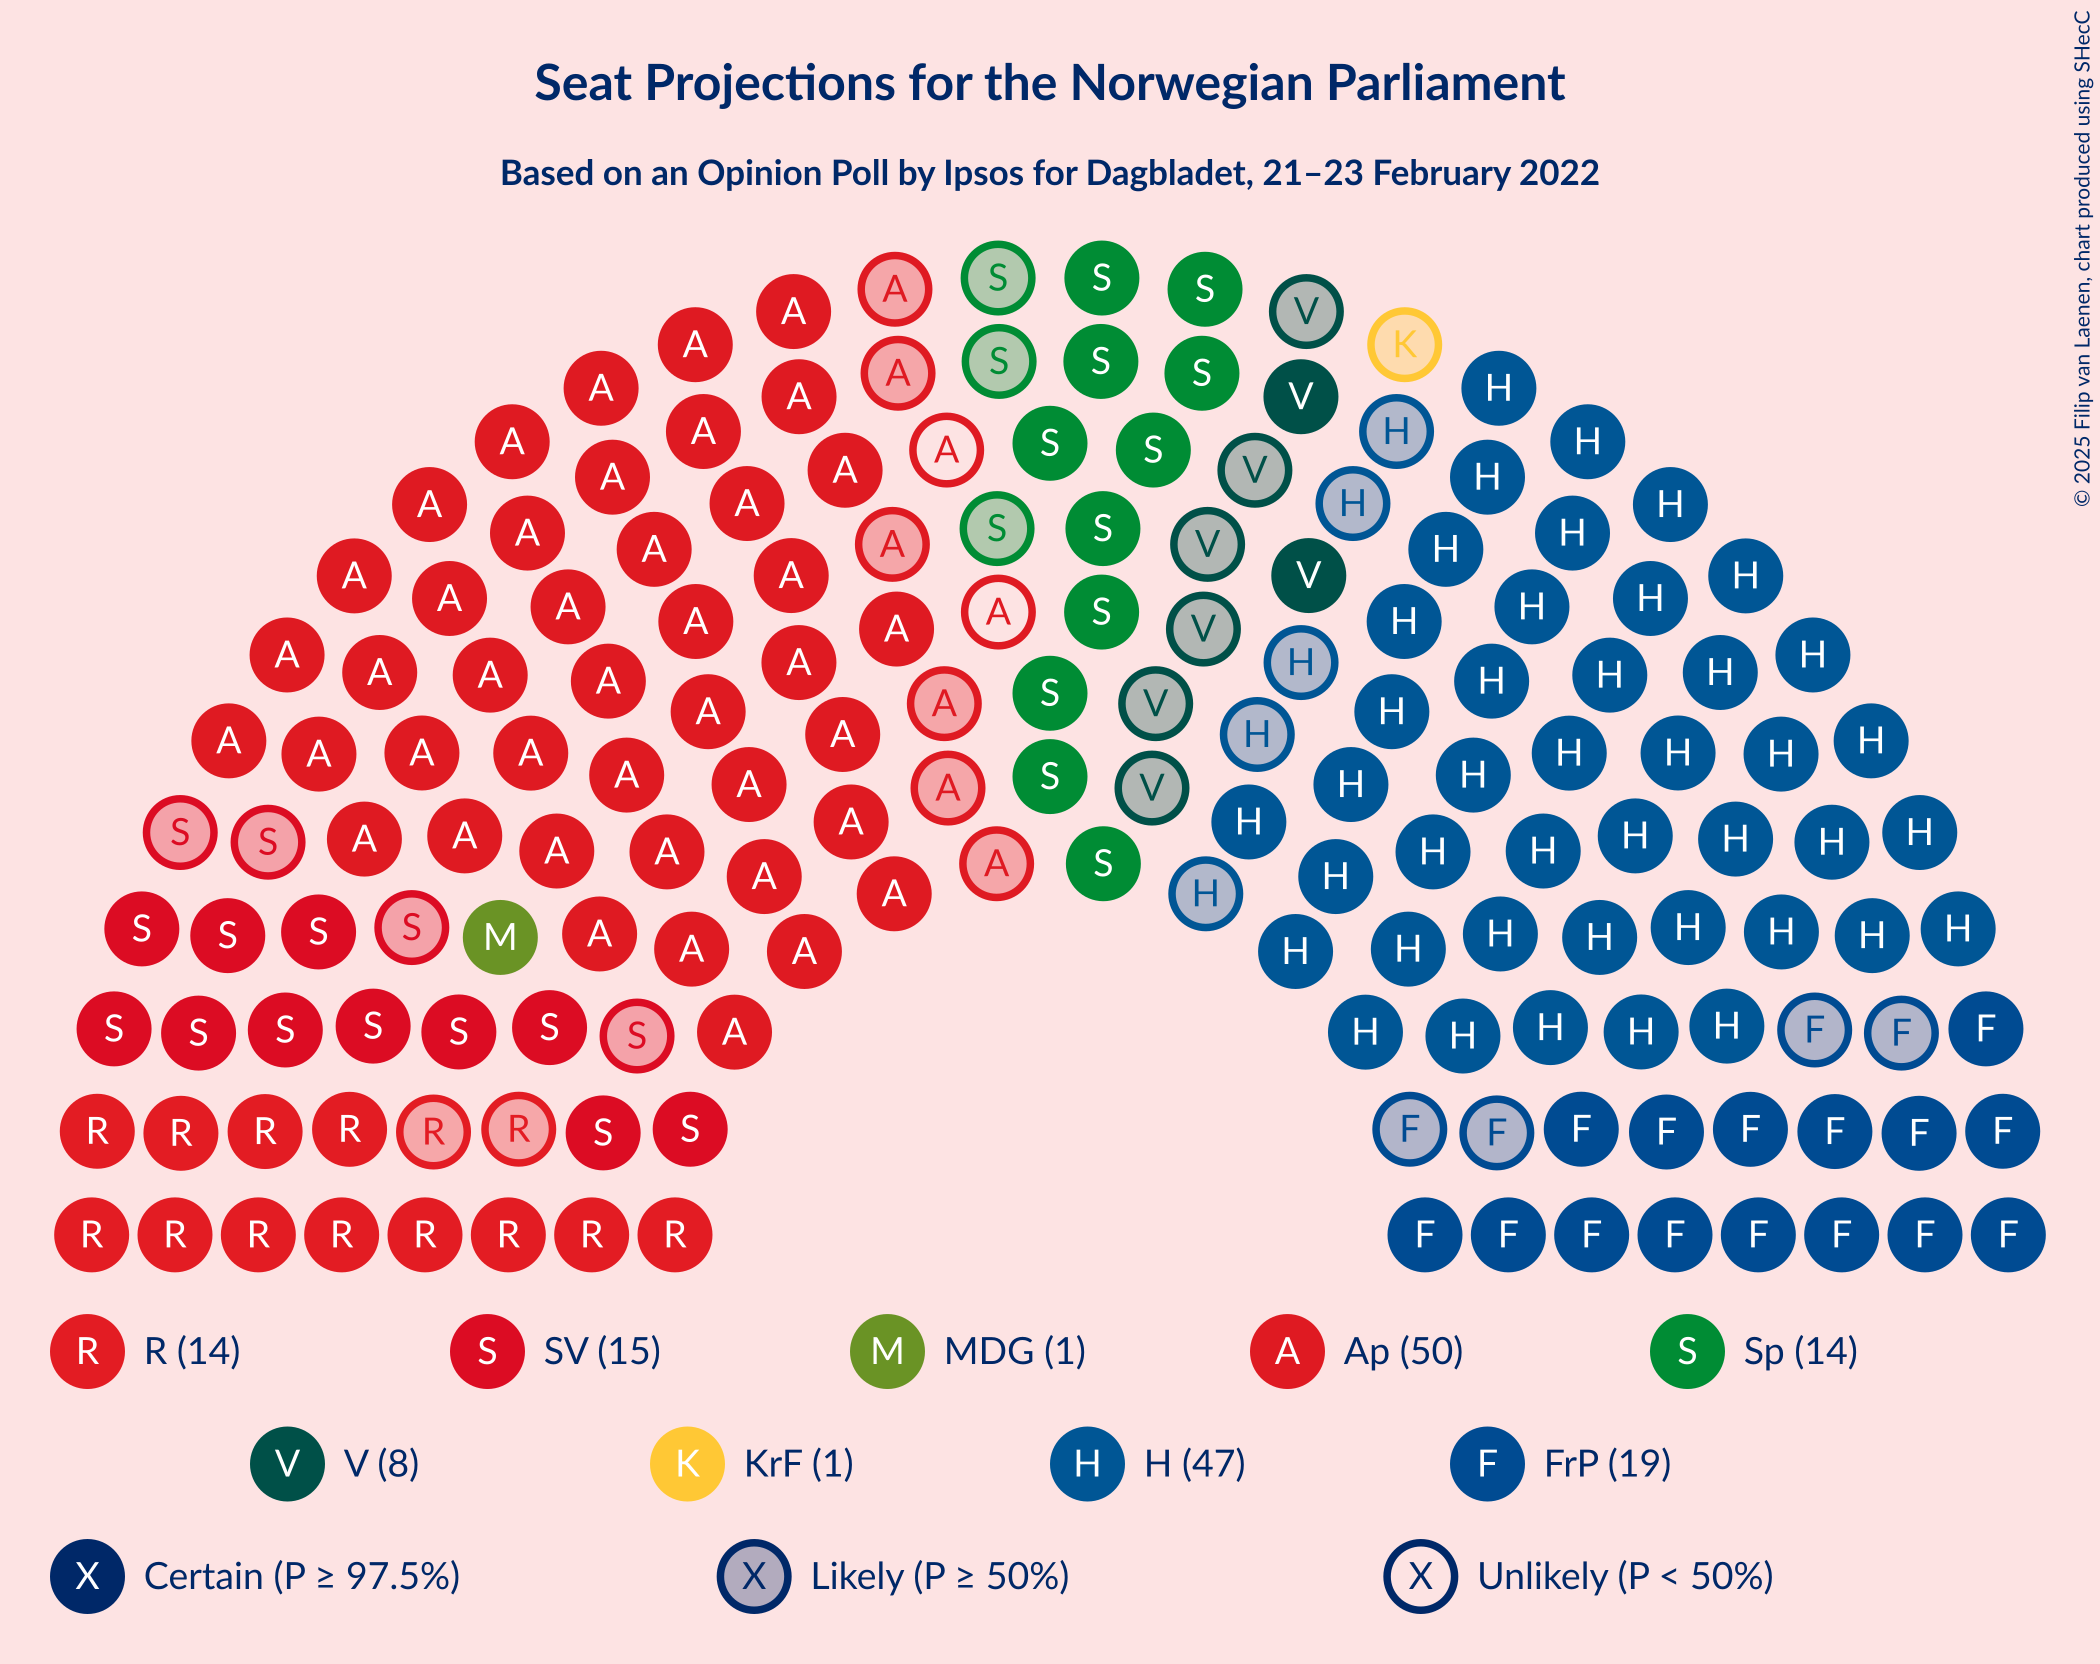 Seat Projections for the Norwegian Parliament
Based on an Opinion Poll by Ipsos for Dagbladet, 21–23 February 2022
© 2025 Filip van Laenen, chart produced using SHecC
A S S S V
A A K H
A A S S S V H H
A A A A S S V H H H
A A A A H H H H
A A A A A S S V V H H H H
A A A A A S V H H H H
A A A A A S V H H H H H H
A A A A A A A S V H H H H H H H
S S A A A A A A S H H H H H H H H
S S S S M A A A A H H H H H H H H H
S S S S S S S A H H H H H F F F
R R R R R R S S F F F F F F F F
R R R R R R R R F F F F F F F F
R R (14) S SV (15) M MDG (1) A Ap (50) S Sp (14)
V V (8) K KrF (1) H H (47) F FrP (19)
X Certain (P ≥ 97.5%) X Likely (P ≥ 50%) X Unlikely (P < 50%)